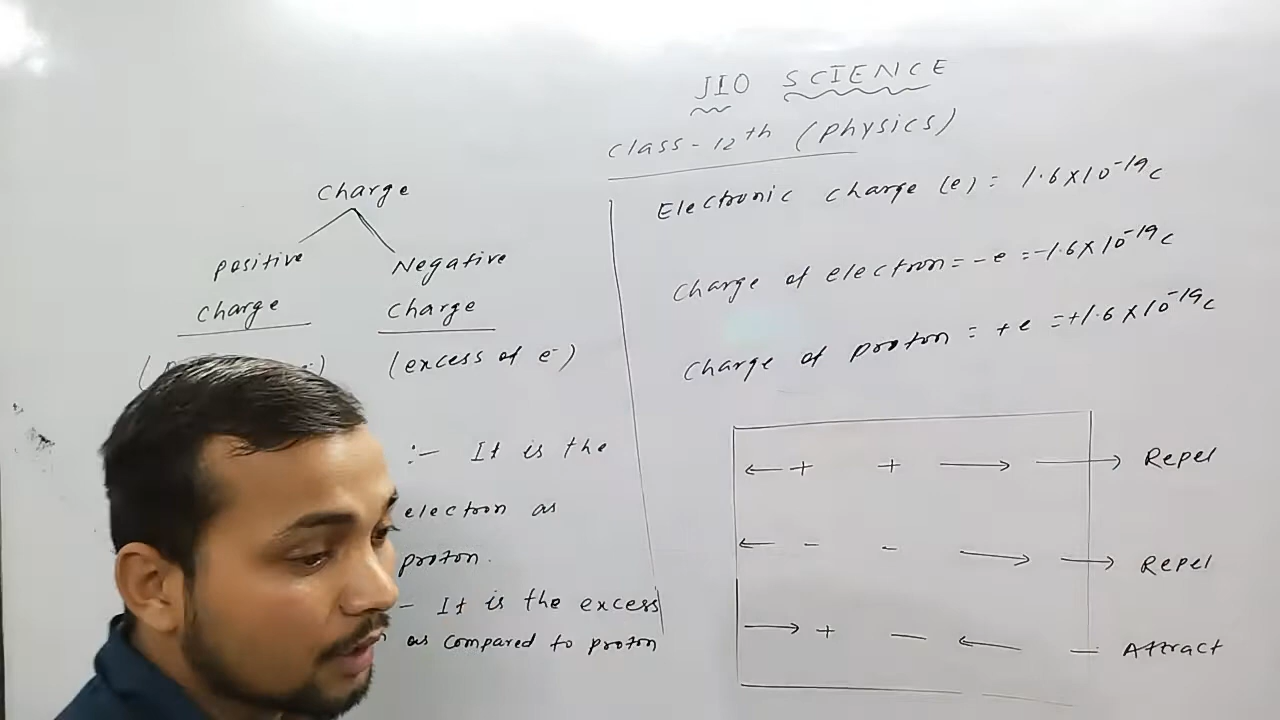 JIO SCIENCE
class-12th (Physics)
charge
positive charge
Negative charge
(excess of e⁻)
:- It is the
electron as
proton.
- It is the excess
as compared to proton
Electronic charge (e) = 1.6×10⁻¹⁹C
charge of electron = -e = -1.6×10⁻¹⁹C
charge of proton = +e = +1.6×10⁻¹⁹C
← + + → → Repel
← - - → → Repel
→ + - ← — Attract